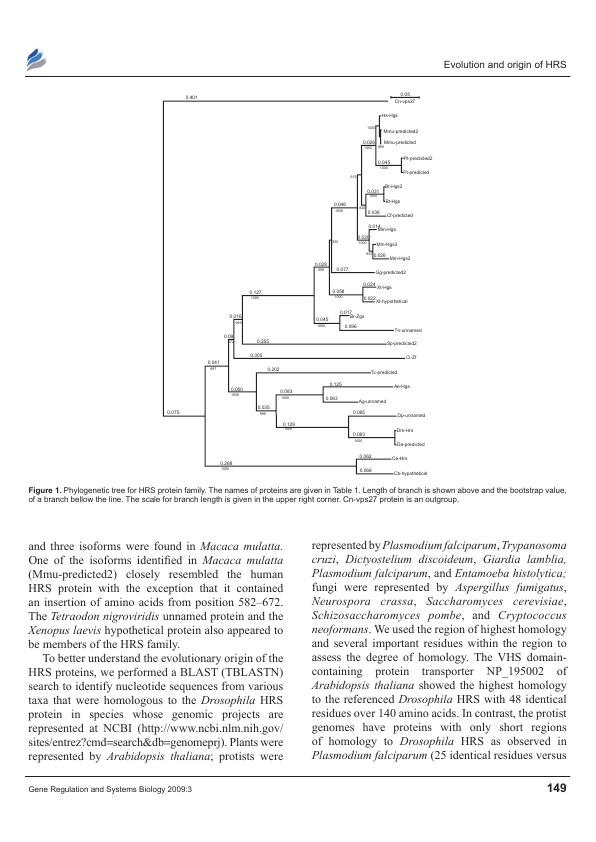 Evolution and origin of HRS
0.401
0.05
Cn-vps27
Hs-Hgs
Mmu-predicted2
Mmu-predicted
0.028
1000
Pt-predicted2
0.045
1000
Pt-predicted
Bt-Hgs2
0.031
1000
Bt-Hgs
0.036
Cf-predicted
0.046
1000
0.014
Mm-Hgs
1000
Mm-Hgs3
0.026
Mm-Hgs2
0.028
0.077
Gg-predicted2
0.024
Xt-Hgs
0.058
1000
0.022
Xl-hypothetical
0.127
1000
0.017
Br-Zgs
0.045
1000
0.096
Tn-unnamed
0.016
0.255
Sp-predicted2
0.305
Ci-Zf
0.041
0.202
Tc-predicted
0.050
1000
0.125
Ae-Hgs
0.083
1000
0.063
Ag-unnamed
0.035
0.085
Dp-unnamed
0.129
1000
Dm-Hrs
0.083
1000
Da-predicted
0.075
0.062
Ce-Hrs
0.268
1000
0.066
Cb-hypothetical
Figure 1. Phylogenetic tree for HRS protein family. The names of proteins are given in Table 1. Length of branch is shown above and the bootstrap value,
of a branch bellow the line. The scale for branch length is given in the upper right corner. Cn-vps27 protein is an outgroup.
and three isoforms were found in Macaca mulatta.
One of the isoforms identified in Macaca mulatta
(Mmu-predicted2) closely resembled the human
HRS protein with the exception that it contained
an insertion of amino acids from position 582–672.
The Tetraodon nigroviridis unnamed protein and the
Xenopus laevis hypothetical protein also appeared to
be members of the HRS family.
To better understand the evolutionary origin of the
HRS proteins, we performed a BLAST (TBLASTN)
search to identify nucleotide sequences from various
taxa that were homologous to the Drosophila HRS
protein in species whose genomic projects are
represented at NCBI (http://www.ncbi.nlm.nih.gov/
sites/entrez?cmd=search&db=genomeprj). Plants were
represented by Arabidopsis thaliana; protists were
represented by Plasmodium falciparum, Trypanosoma
cruzi, Dictyostelium discoideum, Giardia lamblia,
Plasmodium falciparum, and Entamoeba histolytica;
fungi were represented by Aspergillus fumigatus,
Neurospora crassa, Saccharomyces cerevisiae,
Schizosaccharomyces pombe, and Cryptococcus
neoformans. We used the region of highest homology
and several important residues within the region to
assess the degree of homology. The VHS domain-
containing protein transporter NP_195002 of
Arabidopsis thaliana showed the highest homology
to the referenced Drosophila HRS with 48 identical
residues over 140 amino acids. In contrast, the protist
genomes have proteins with only short regions
of homology to Drosophila HRS as observed in
Plasmodium falciparum (25 identical residues versus
Gene Regulation and Systems Biology 2009:3
149